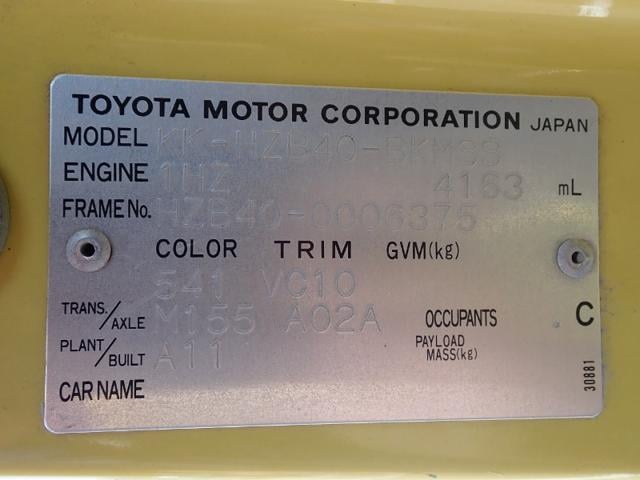 TOYOTA MOTOR CORPORATION JAPAN
MODEL KK-HZB40-BKMSS
ENGINE 1HZ 4163 mL
FRAME No. HZB40-0006375
COLOR TRIM GVM(kg)
541 VC10
TRANS./AXLE M155 A02A OCCUPANTS C
PLANT/BUILT A11 PAYLOAD MASS(kg)
CAR NAME
30881